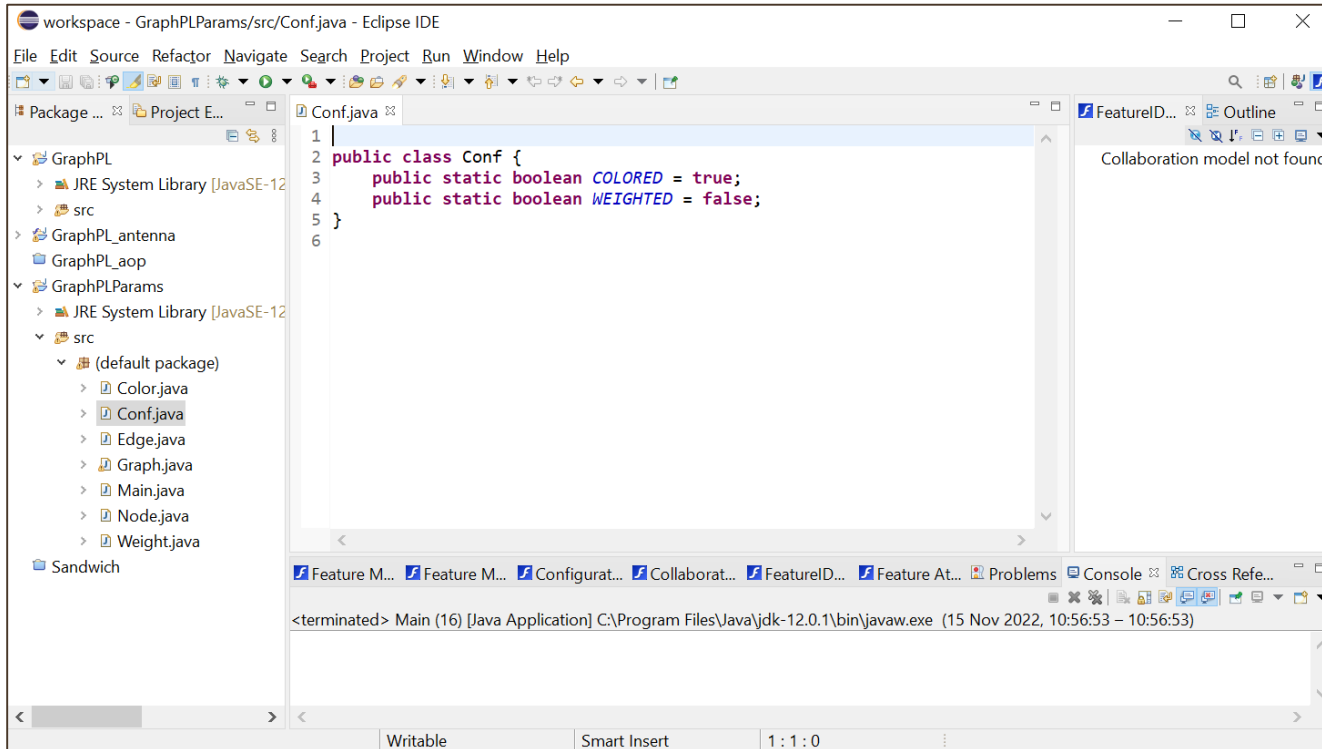 workspace - GraphPLParams/src/Conf.java - Eclipse IDE
File Edit Source Refactor Navigate Search Project Run Window Help
Package ... Project E...
GraphPL
JRE System Library [JavaSE-12
src
GraphPL_antenna
GraphPL_aop
GraphPLParams
JRE System Library [JavaSE-12
src
(default package)
Color.java
Conf.java
Edge.java
Graph.java
Main.java
Node.java
Weight.java
Sandwich
Conf.java
1
2 public class Conf {
3 public static boolean COLORED = true;
4 public static boolean WEIGHTED = false;
5 }
6
FeatureID... Outline
Collaboration model not found
Feature M... Feature M... Configurat... Collaborat... FeatureID... Feature At... Problems Console Cross Refe...
<terminated> Main (16) [Java Application] C:\Program Files\Java\jdk-12.0.1\bin\javaw.exe (15 Nov 2022, 10:56:53 – 10:56:53)
Writable Smart Insert 1 : 1 : 0